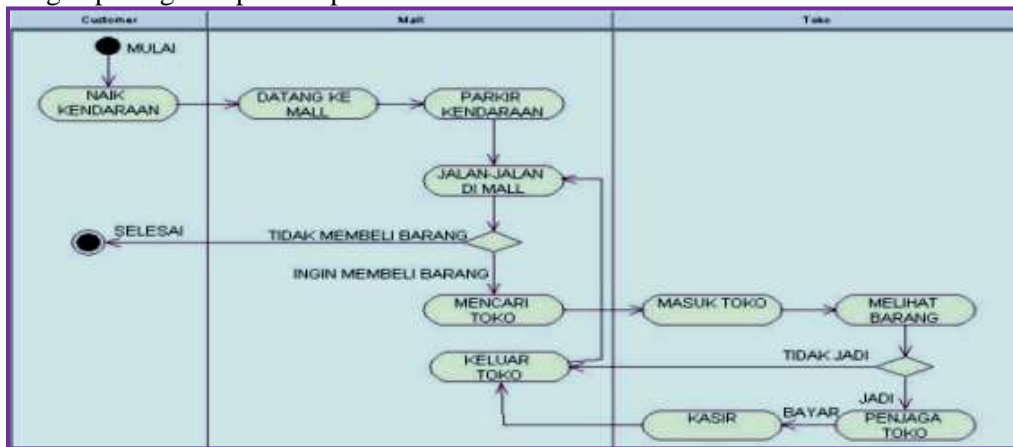 Customer
Mall
Toko
MULAI
NAIK
KENDARAAN
DATANG KE
MALL
PARKIR
KENDARAAN
JALAN-JALAN
DI MALL
SELESAI
TIDAK MEMBELI BARANG
INGIN MEMBELI BARANG
MENCARI
TOKO
MASUK TOKO
MELIHAT
BARANG
KELUAR
TOKO
TIDAK JADI
JADI
KASIR
BAYAR
PENJAGA
TOKO